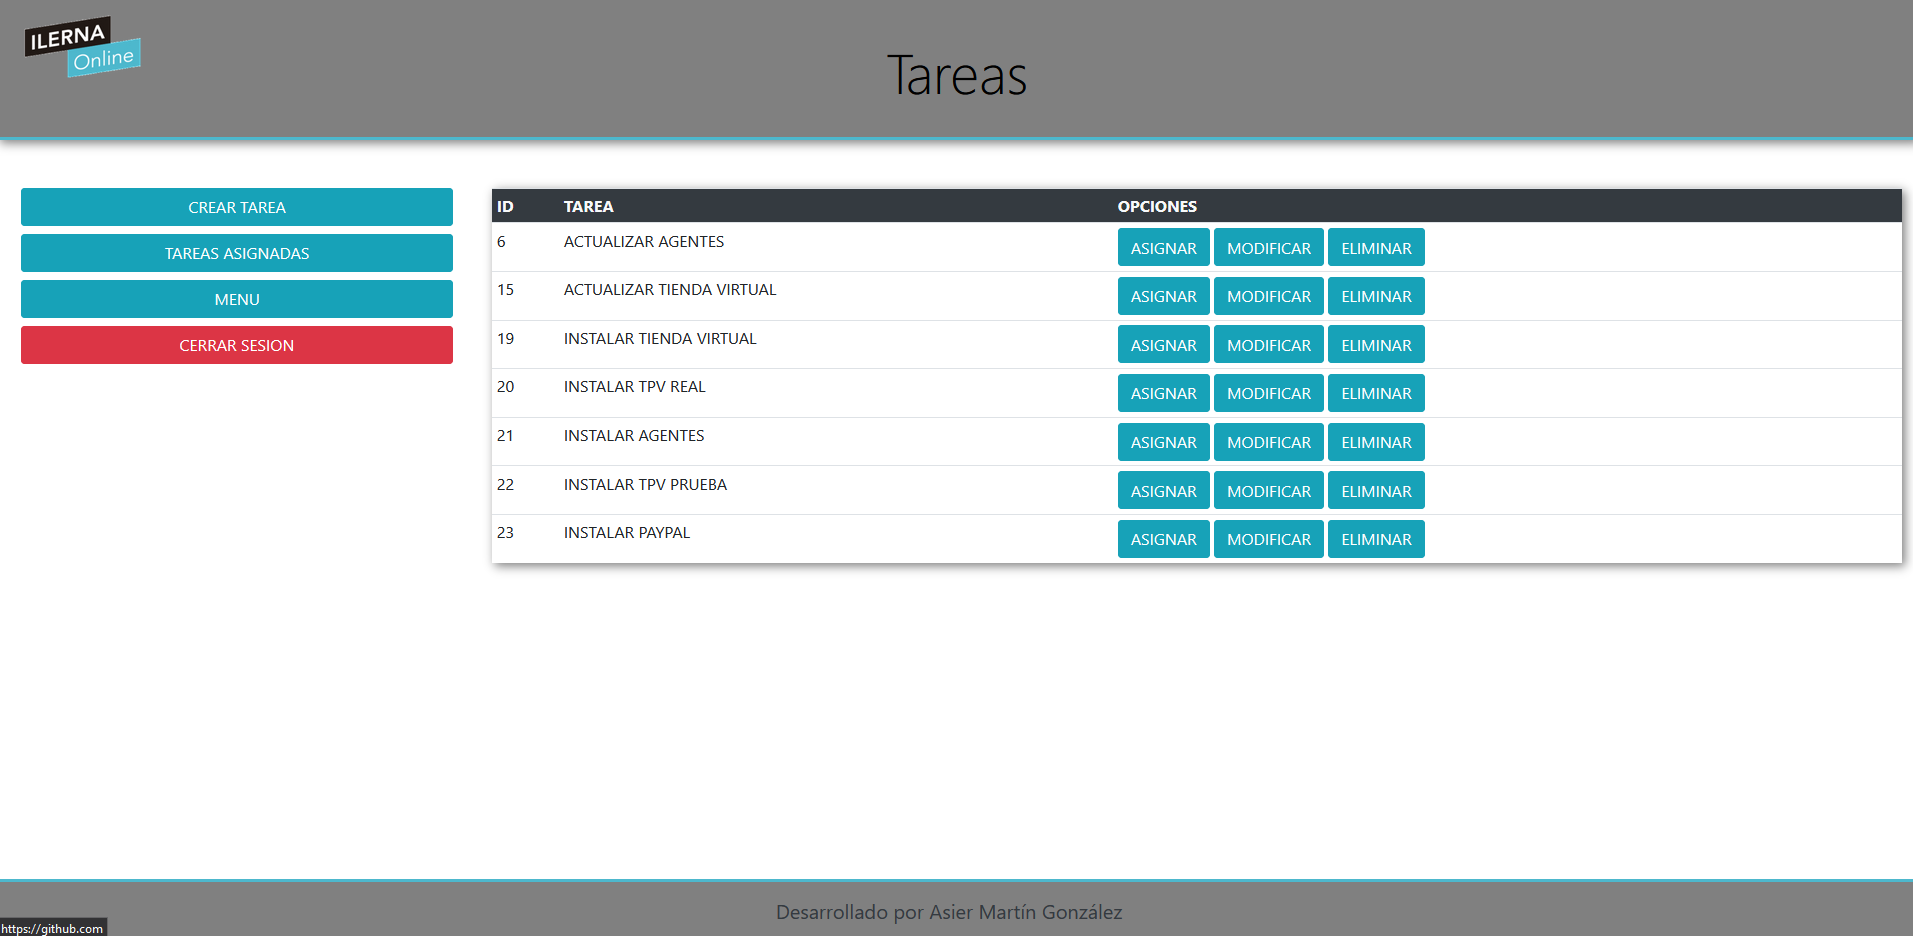 ILERNA
Online
Tareas
CREAR TAREA
TAREAS ASIGNADAS
MENU
CERRAR SESION
ID TAREA OPCIONES
6 ACTUALIZAR AGENTES ASIGNAR MODIFICAR ELIMINAR
15 ACTUALIZAR TIENDA VIRTUAL ASIGNAR MODIFICAR ELIMINAR
19 INSTALAR TIENDA VIRTUAL ASIGNAR MODIFICAR ELIMINAR
20 INSTALAR TPV REAL ASIGNAR MODIFICAR ELIMINAR
21 INSTALAR AGENTES ASIGNAR MODIFICAR ELIMINAR
22 INSTALAR TPV PRUEBA ASIGNAR MODIFICAR ELIMINAR
23 INSTALAR PAYPAL ASIGNAR MODIFICAR ELIMINAR
Desarrollado por Asier Martín González
https://github.com